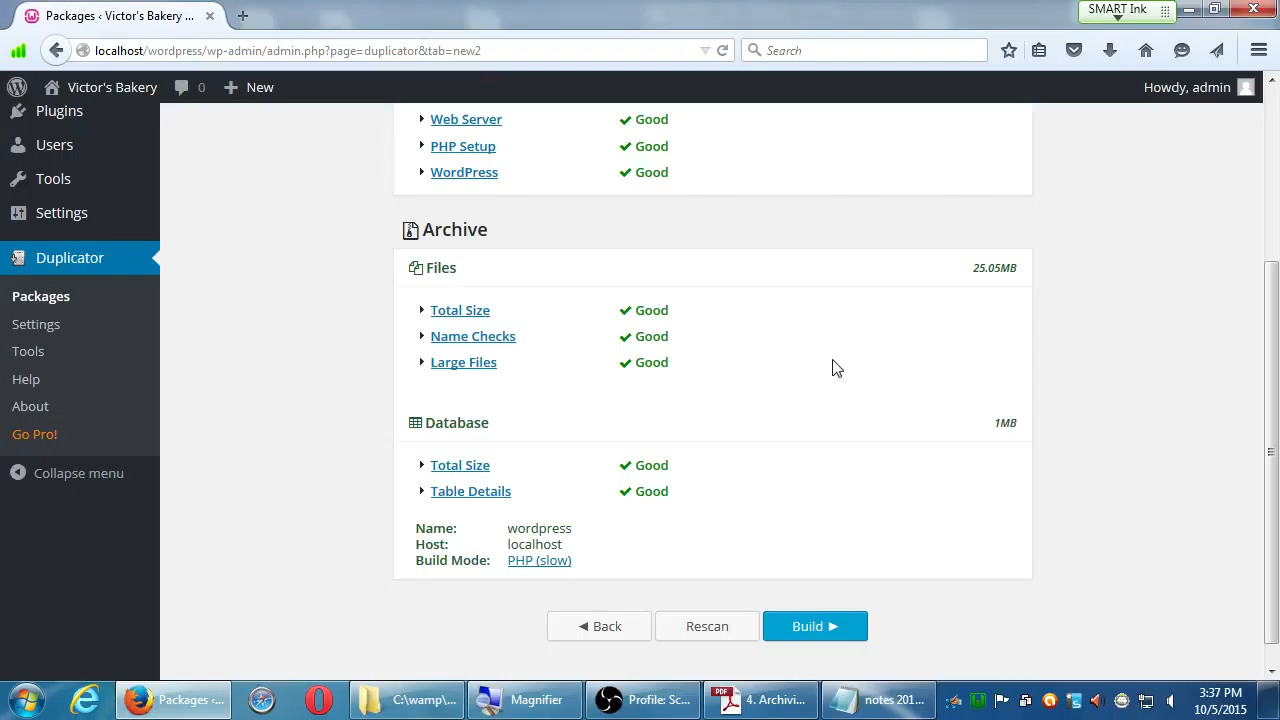 Packages ‹ Victor's Bakery ...
SMART Ink
localhost/wordpress/wp-admin/admin.php?page=duplicator&tab=new2
Search
Victor's Bakery
0
New
Howdy, admin
Plugins
Users
Tools
Settings
Duplicator
Packages
Settings
Tools
Help
About
Go Pro!
Collapse menu
Web Server Good
PHP Setup Good
WordPress Good
Archive
Files 25.05MB
Total Size Good
Name Checks Good
Large Files Good
Database 1MB
Total Size Good
Table Details Good
Name: wordpress
Host: localhost
Build Mode: PHP (slow)
Back
Rescan
Build
Packages ‹...
C:\wamp\...
Magnifier
Profile: Sc...
PDF
4. Archivi...
notes 201...
3:37 PM
10/5/2015